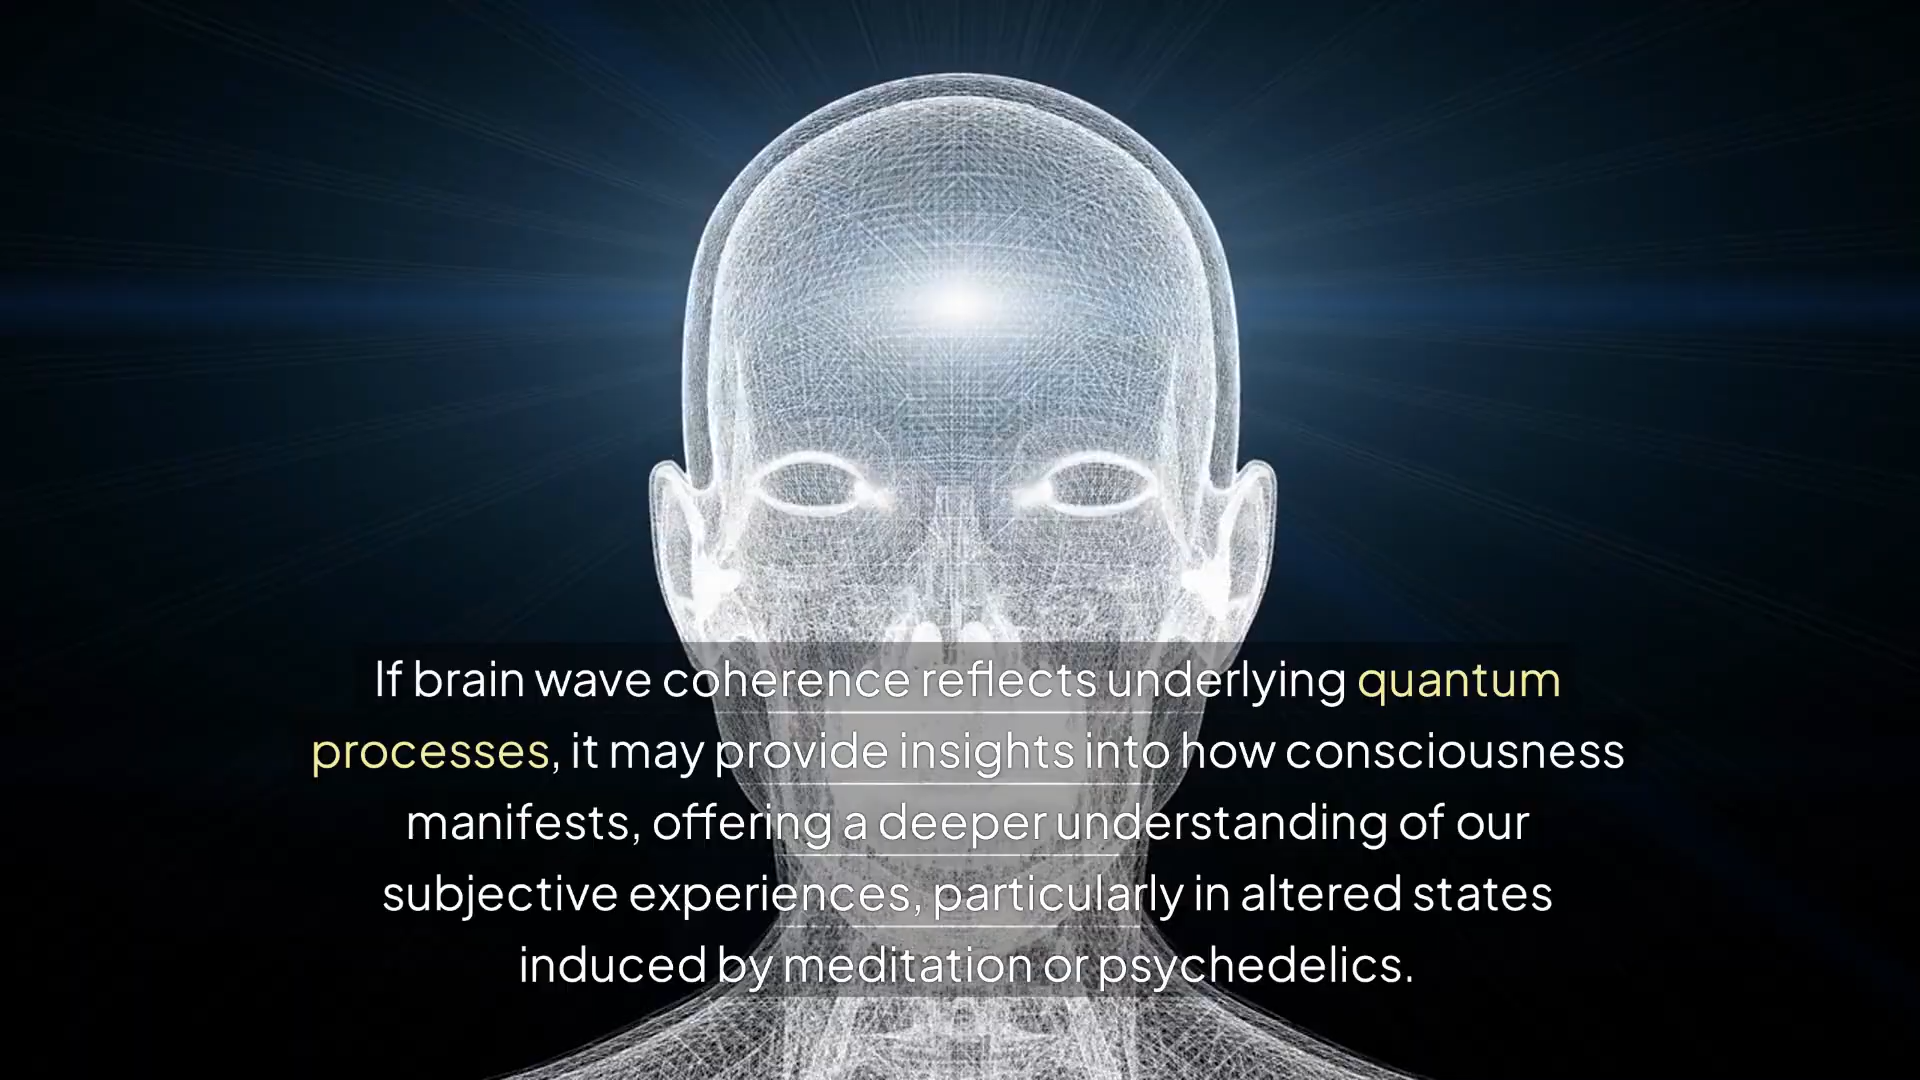 If brain wave coherence reflects underlying quantum
processes, it may provide insights into how consciousness
manifests, offering a deeper understanding of our
subjective experiences, particularly in altered states
induced by meditation or psychedelics.